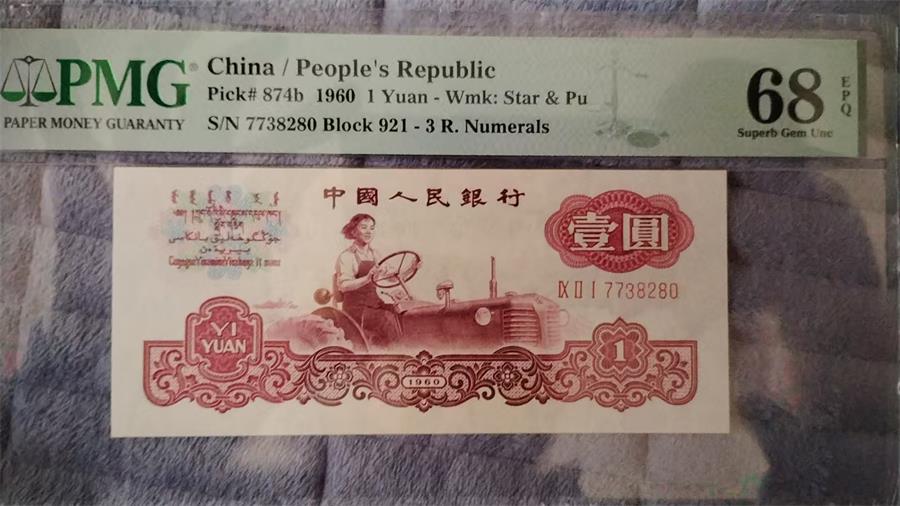 PMG
PAPER MONEY GUARANTY
China / People's Republic
Pick# 874b 1960 1 Yuan - Wmk: Star & Pu
S/N 7738280 Block 921 - 3 R. Numerals
68
EPQ
Superb Gem Unc
中國人民銀行
壹圓
IX II I 7738280
YI
YUAN
1
1960